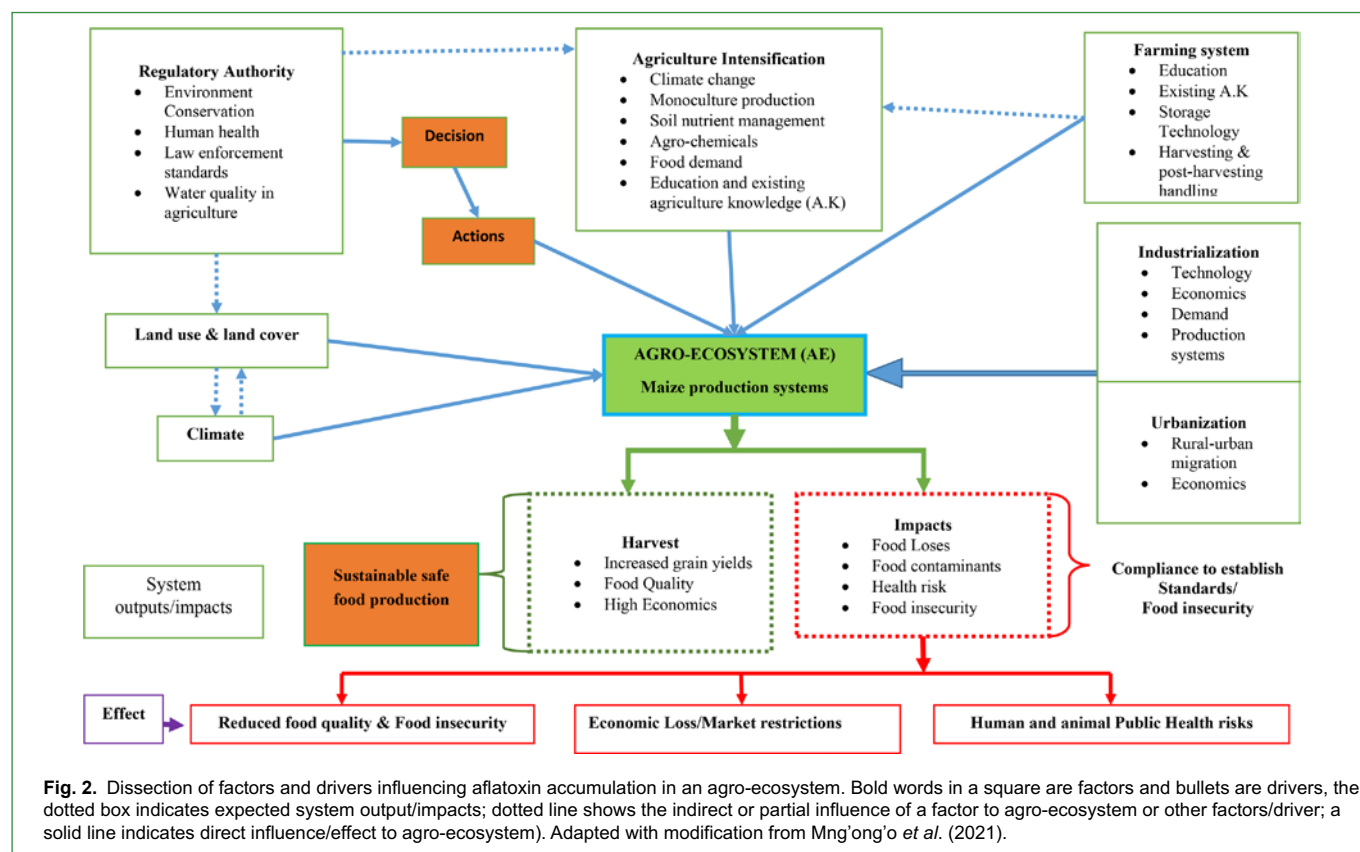 Regulatory Authority
• Environment
Conservation
• Human health
• Law enforcement
standards
• Water quality in
agriculture
Decision
Actions
Agriculture Intensification
• Climate change
• Monoculture production
• Soil nutrient management
• Agro-chemicals
• Food demand
• Education and existing
agriculture knowledge (A.K)
Farming system
• Education
• Existing A.K
• Storage
Technology
• Harvesting &
post-harvesting
handling
Industrialization
• Technology
• Economics
• Demand
• Production
systems
Urbanization
• Rural-urban
migration
• Economics
Land use & land cover
Climate
AGRO-ECOSYSTEM (AE)
Maize production systems
System
outputs/impacts
Sustainable safe
food production
Harvest
• Increased grain yields
• Food Quality
• High Economics
Impacts
• Food Loses
• Food contaminants
• Health risk
• Food insecurity
Compliance to establish
Standards/
Food insecurity
Effect
Reduced food quality & Food insecurity
Economic Loss/Market restrictions
Human and animal Public Health risks
Fig. 2. Dissection of factors and drivers influencing aflatoxin accumulation in an agro-ecosystem. Bold words in a square are factors and bullets are drivers, the
dotted box indicates expected system output/impacts; dotted line shows the indirect or partial influence of a factor to agro-ecosystem or other factors/driver; a
solid line indicates direct influence/effect to agro-ecosystem). Adapted with modification from Mng'ong'o et al. (2021).